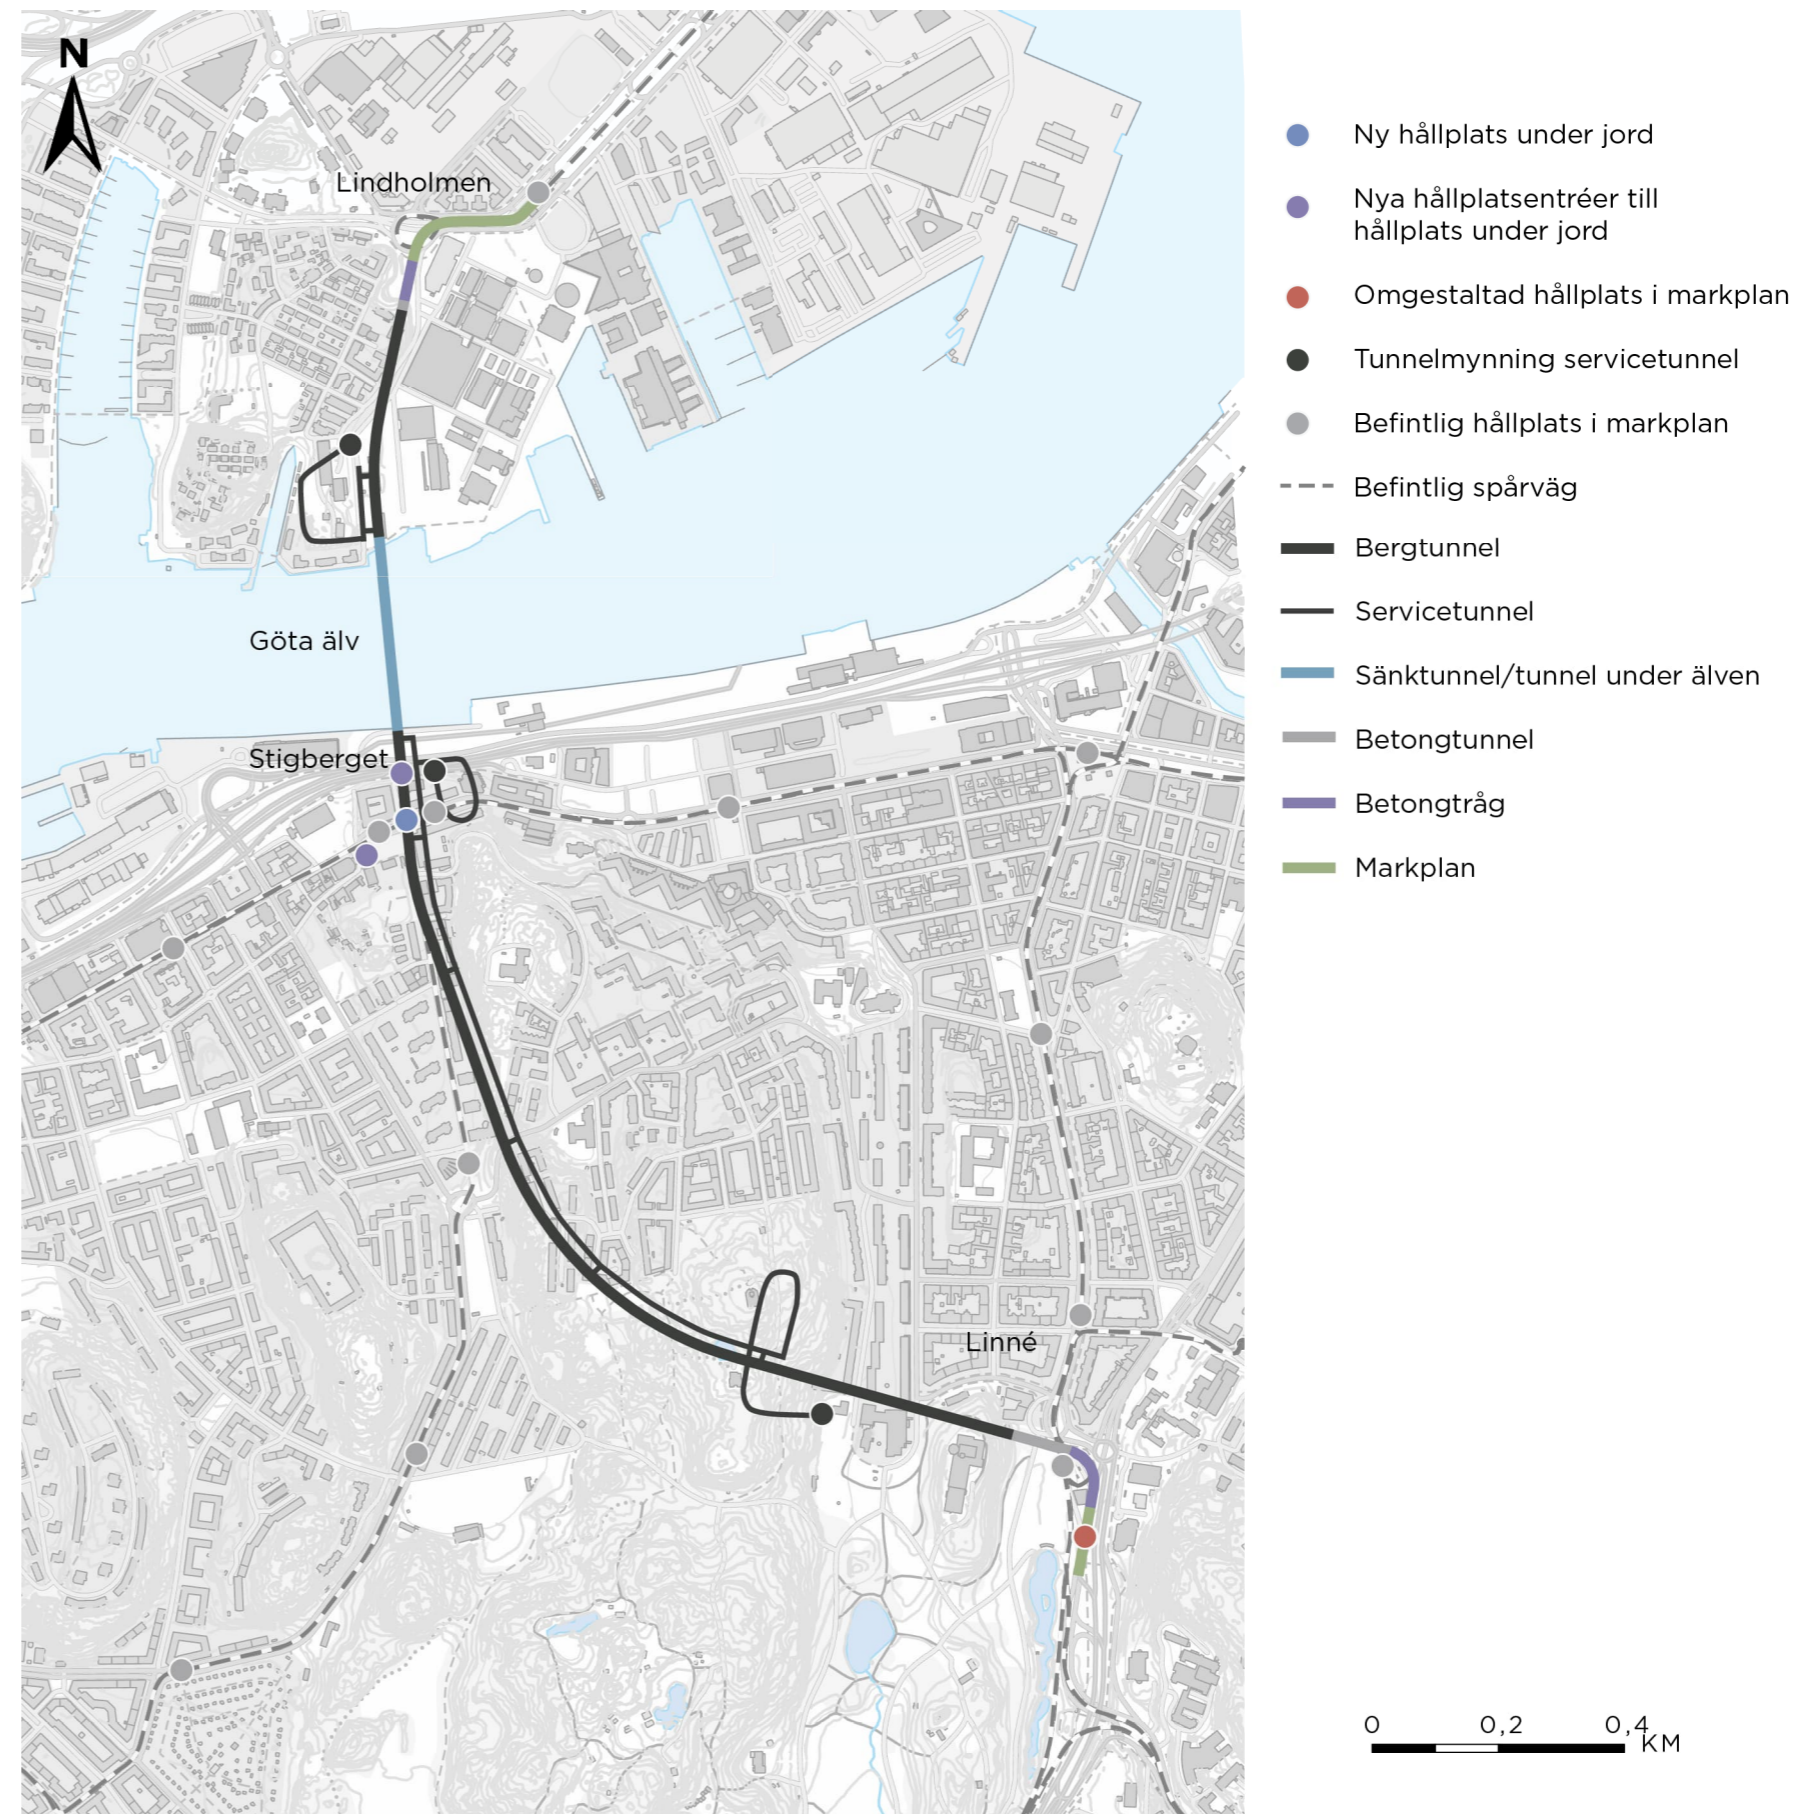 N
Lindholmen
Göta älv
Stigberget
Linné
Ny hållplats under jord
Nya hållplatsentréer till
hållplats under jord
Omgestaltad hållplats i markplan
Tunnelmynning servicetunnel
Befintlig hållplats i markplan
Befintlig spårväg
Bergtunnel
Servicetunnel
Sänktunnel/tunnel under älven
Betongtunnel
Betongtråg
Markplan
0 0,2 0,4 KM